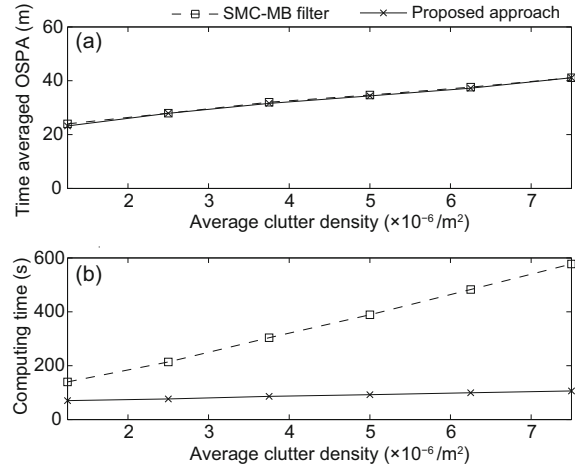 SMC-MB filter Proposed approach
(a)
Time averaged OSPA (m)
60
40
20
0
2 3 4 5 6 7
Average clutter density (×10⁻⁶/m²)
(b)
Computing time (s)
600
400
200
0
2 3 4 5 6 7
Average clutter density (×10⁻⁶/m²)